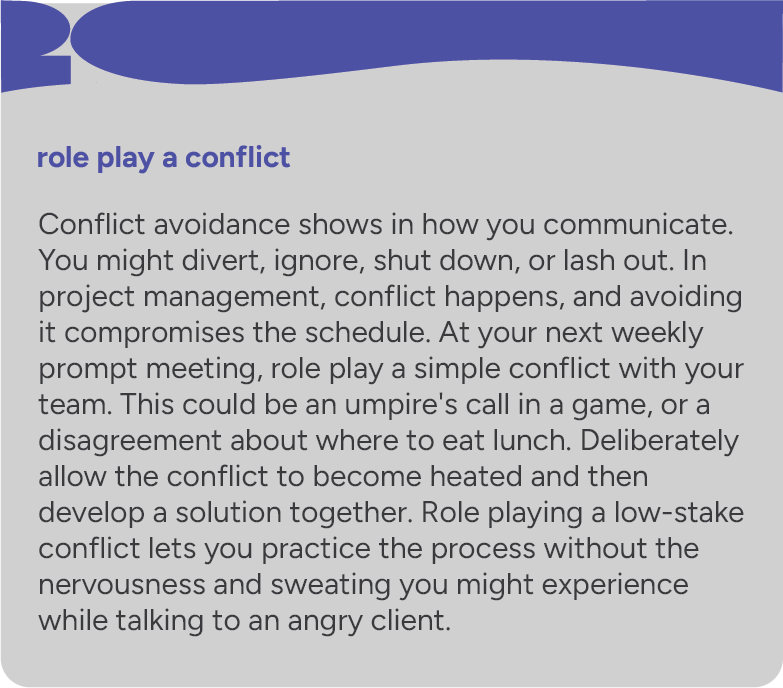 role play a conflict
Conflict avoidance shows in how you communicate.
You might divert, ignore, shut down, or lash out. In
project management, conflict happens, and avoiding
it compromises the schedule. At your next weekly
prompt meeting, role play a simple conflict with your
team. This could be an umpire's call in a game, or a
disagreement about where to eat lunch. Deliberately
allow the conflict to become heated and then
develop a solution together. Role playing a low-stake
conflict lets you practice the process without the
nervousness and sweating you might experience
while talking to an angry client.